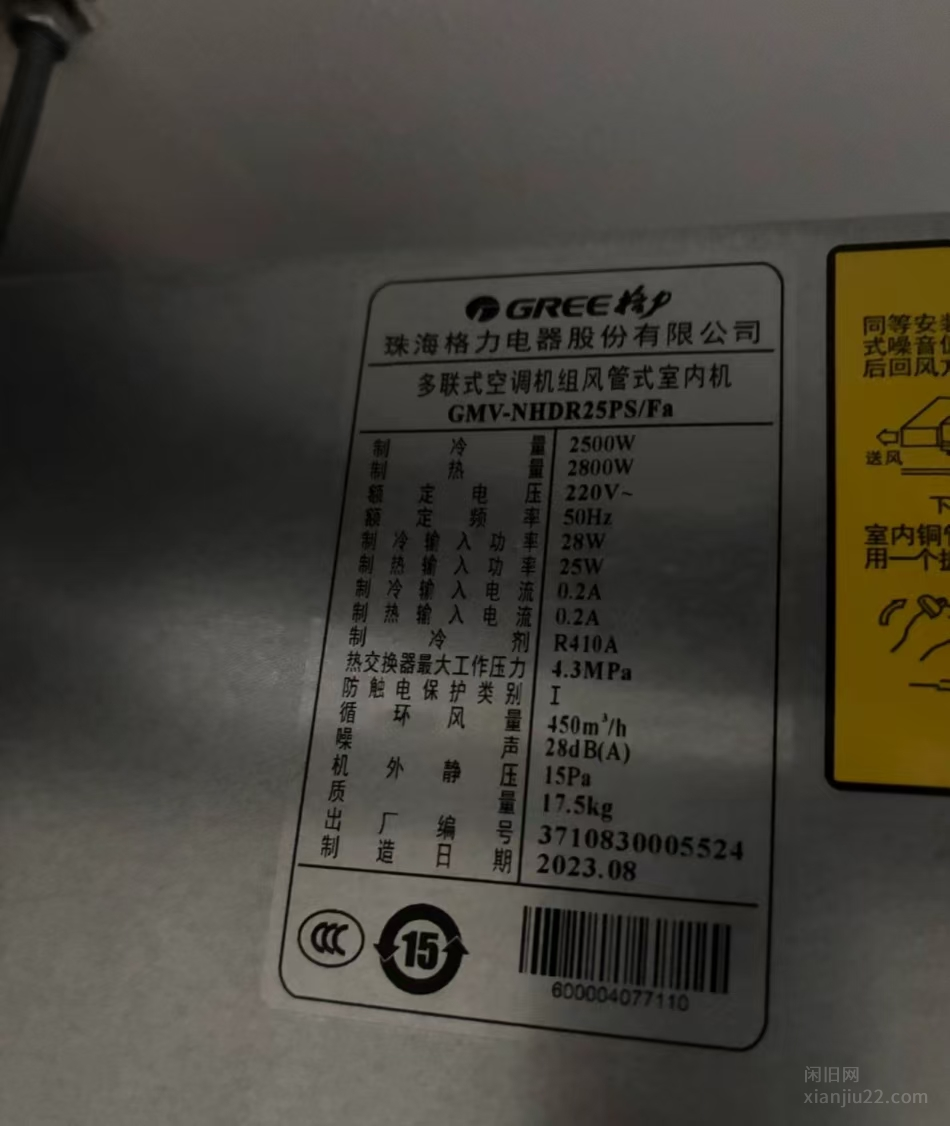 GREE格力
珠海格力电器股份有限公司
多联式空调机组风管式室内机
GMV-NHDR25PS/Fa
制冷量 2500W
制热量 2800W
额定电压 220V~
额定频率 50Hz
制冷输入功率 28W
制热输入功率 25W
制冷输入电流 0.2A
制热输入电流 0.2A
制冷剂 R410A
热交换器最大工作压力 4.3MPa
防触电保护类别 I
循环风量 450m³/h
噪声 28dB(A)
机外静压 15Pa
质量 17.5kg
出厂编号 3710830005524
制造日期 2023.08
CCC
15
600004077110
同等安装
式噪音
后回风
送风
下
室内铜
用一个
闲旧网
xianjiu22.com